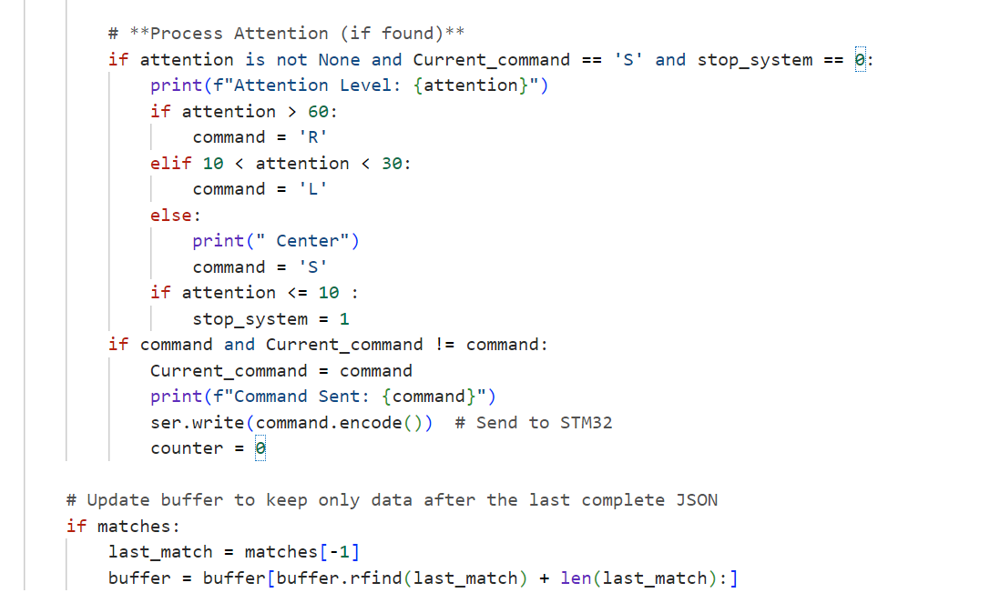 # **Process Attention (if found)**
if attention is not None and Current_command == 'S' and stop_system == 0:
print(f"Attention Level: {attention}")
if attention > 60:
command = 'R'
elif 10 < attention < 30:
command = 'L'
else:
print(" Center")
command = 'S'
if attention <= 10 :
stop_system = 1
if command and Current_command != command:
Current_command = command
print(f"Command Sent: {command}")
ser.write(command.encode())  # Send to STM32
counter = 0
# Update buffer to keep only data after the last complete JSON
if matches:
last_match = matches[-1]
buffer = buffer[buffer.rfind(last_match) + len(last_match):]